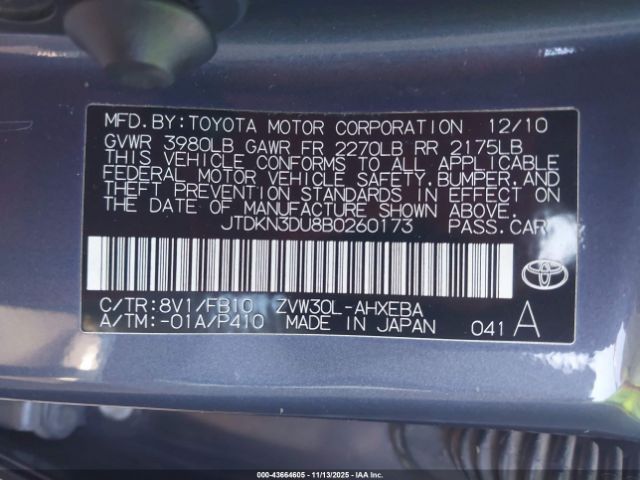 MFD.BY:TOYOTA MOTOR CORPORATION 12/10
GVWR 3980LB GAWR FR 2270LB RR 2175LB
THIS VEHICLE CONFORMS TO ALL APPLICABLE
FEDERAL MOTOR VEHICLE SAFETY,BUMPER,AND
THEFT PREVENTION STANDARDS IN EFFECT ON
THE DATE OF MANUFACTURE SHOWN ABOVE.
JTDKN3DU8B0260173 PASS.CAR
C/TR:8V1/FB10 ZVW30L-AHXEBA
A/TM:-01A/P410 MADE IN JAPAN 041 A
000-43664605 - 11/13/2025 - IAAI Inc.